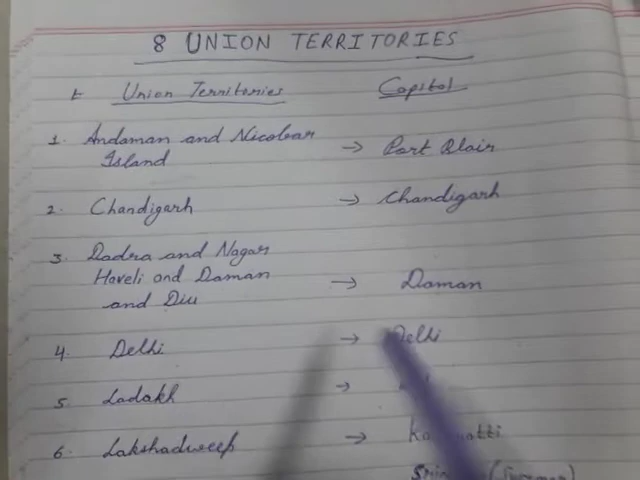 8 UNION TERRITORIES
Union Territories Capital
1. Andaman and Nicobar
Island → Port Blair
2. Chandigarh → Chandigarh
3. Dadra and Nagar
Haveli and Daman
and Diu → Daman
4. Delhi → Delhi
5. Ladakh →
6. Lakshadweep →